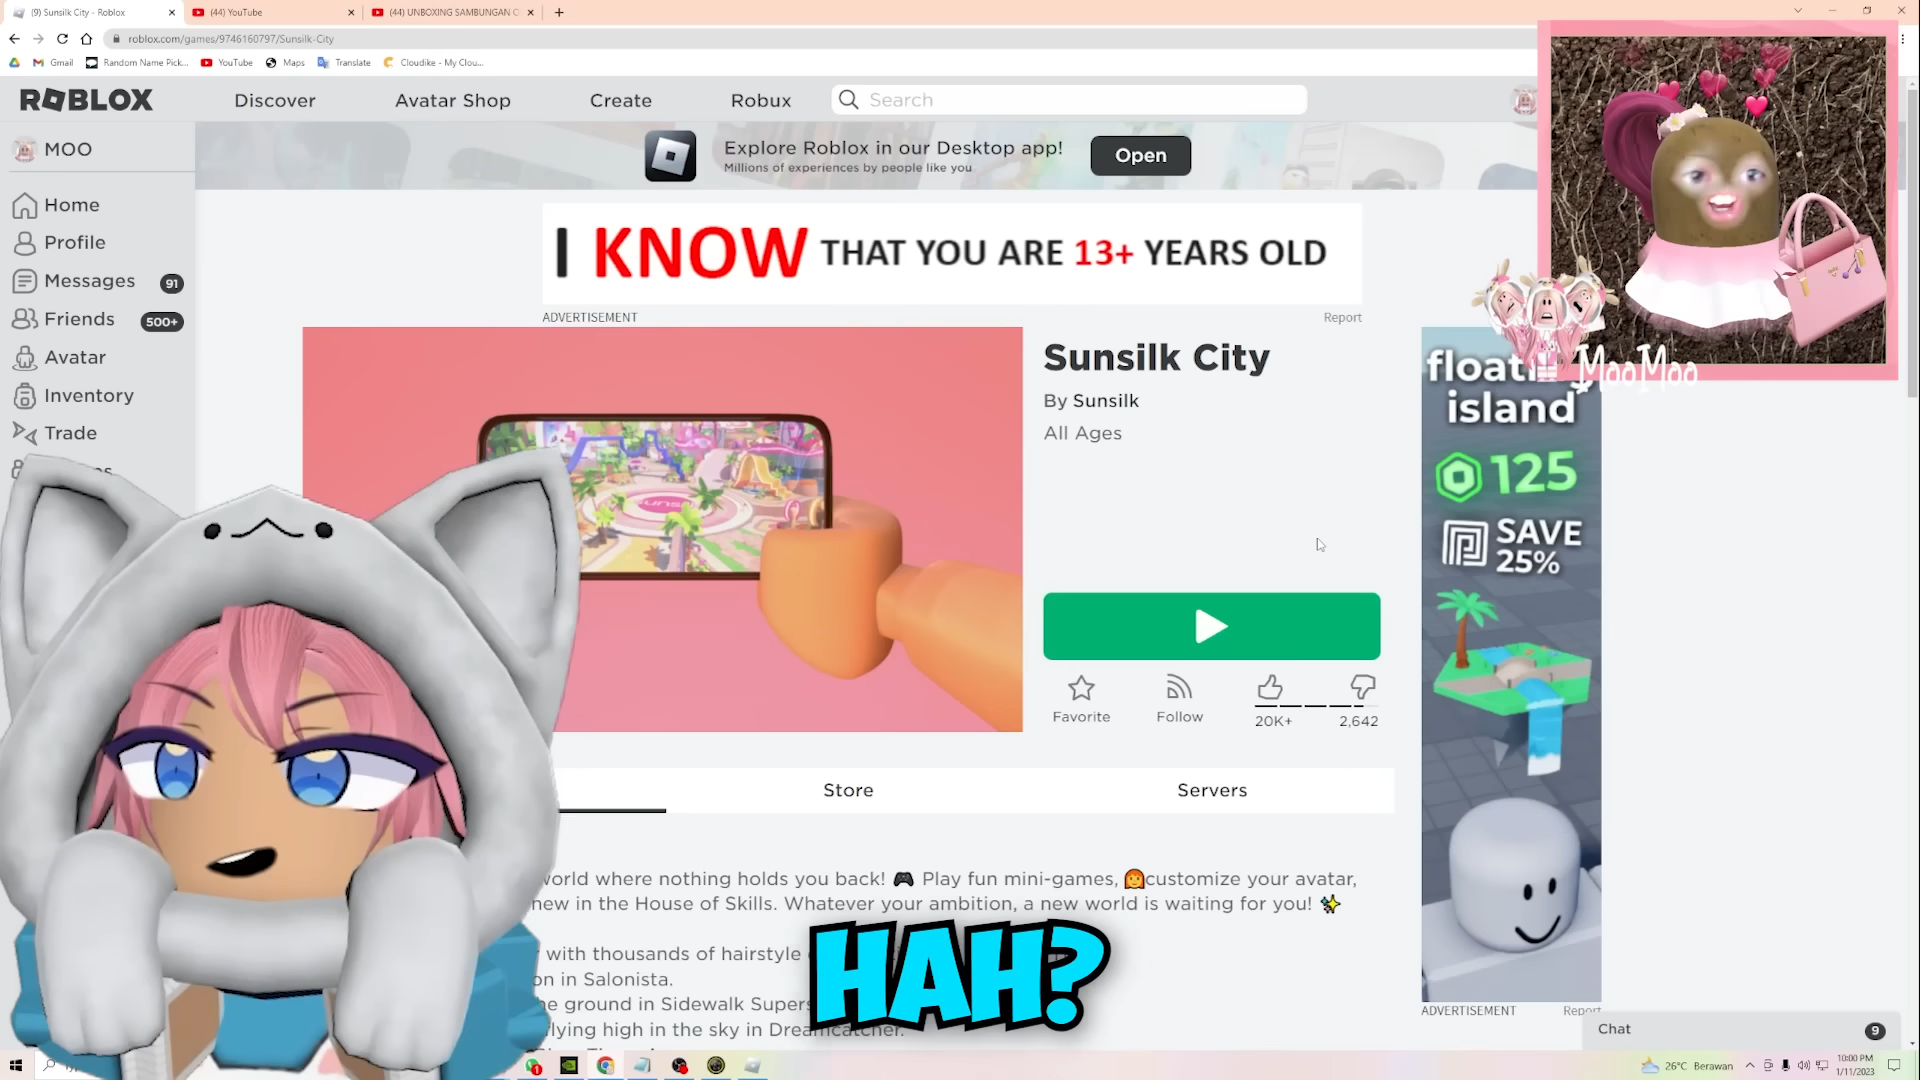 (9) Sunsilk City - Roblox
(44) YouTube
(44) UNBOXING SAMBUNGAN C
roblox.com/games/9746160797/Sunsilk-City
Gmail
Random Name Pick...
YouTube
Maps
Translate
Cloudike - My Clou...
ROBLOX
Discover
Avatar Shop
Create
Robux
Search
MOO
Explore Roblox in our Desktop app!
Millions of experiences by people like you
Open
Home
Profile
Messages
91
Friends
500+
Avatar
Inventory
Trade
I KNOW THAT YOU ARE 13+ YEARS OLD
ADVERTISEMENT
Report
Sunsilk City
By Sunsilk
All Ages
Favorite
Follow
20K+
2,642
Store
Servers
world where nothing holds you back! 🎮 Play fun mini-games, 👩customize your avatar,
new in the House of Skills. Whatever your ambition, a new world is waiting for you! ✨
with thousands of hairstyle
on in Salonista.
he ground in Sidewalk Supers
lying high in the sky in Dreamcatcher.
HAH?
MooMoo
island
125
SAVE
25%
ADVERTISEMENT
Report
Chat
9
26°C Berawan
10:00 PM
1/11/2023